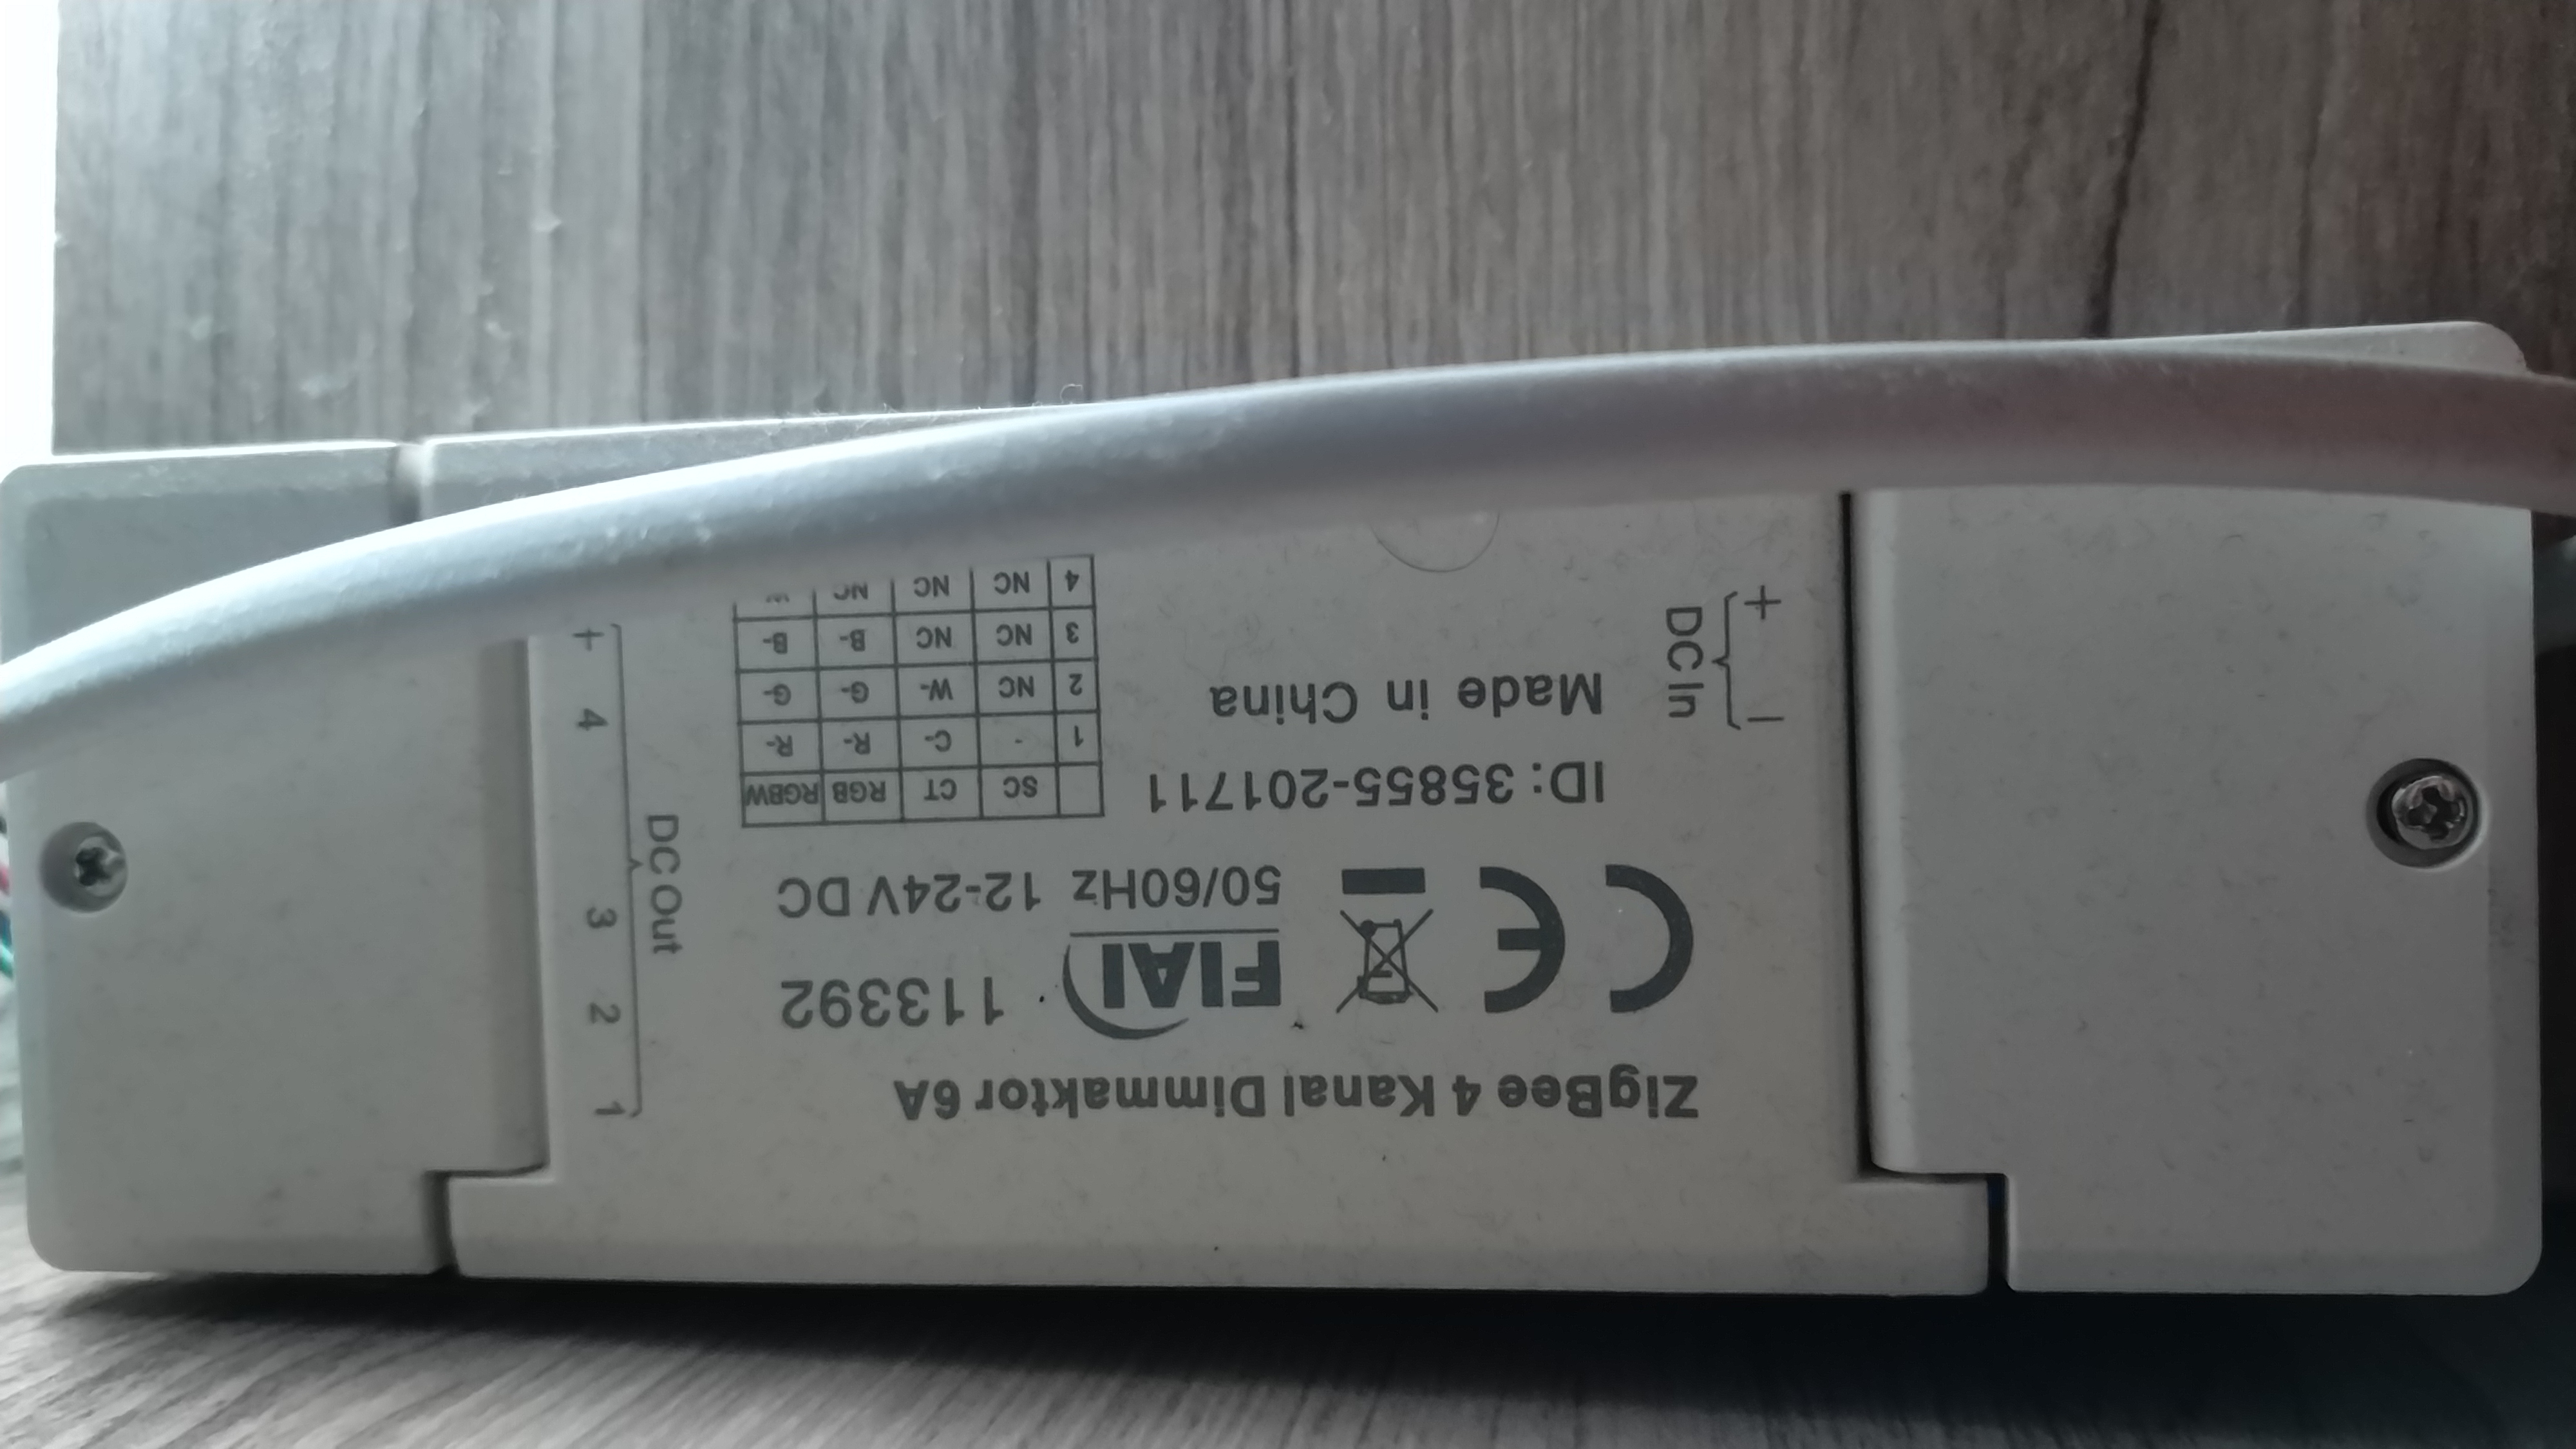 ZigBee 4 Kanal Dimmaktor 6A
CE
FIAI 113392
50/60Hz 12-24V DC
ID: 35855-201711
Made in China
DC In
−
+
SC CT RGB RGBW
1 - C- R- R-
2 NC W- G- G-
3 NC NC B- B-
4 NC NC NC
DC Out
1
2
3
4
+